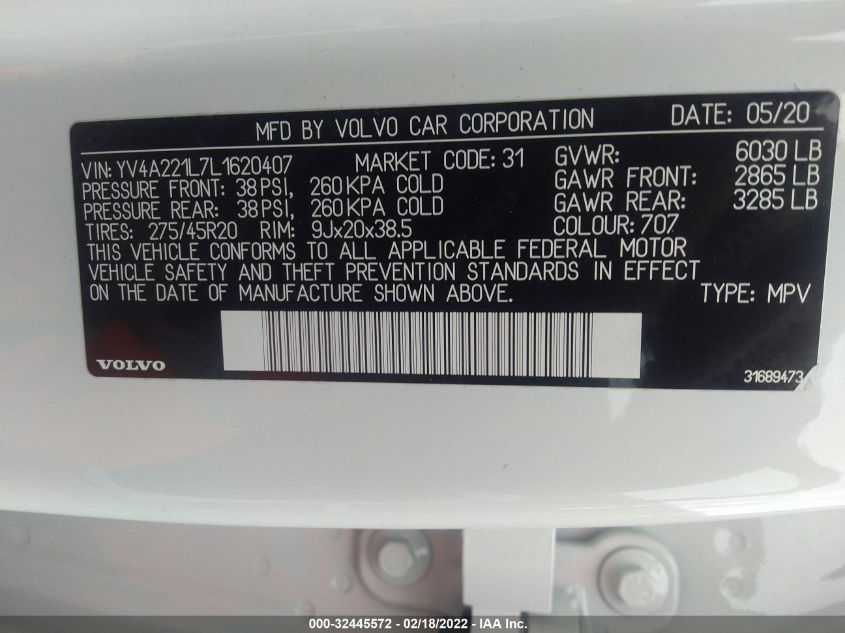 MFD BY VOLVO CAR CORPORATION DATE: 05/20
VIN: YV4A221L7L1620407 MARKET CODE: 31 GVWR: 6030 LB
PRESSURE FRONT: 38 PSI, 260 KPA COLD GAWR FRONT: 2865 LB
PRESSURE REAR: 38 PSI, 260 KPA COLD GAWR REAR: 3285 LB
TIRES: 275/45R20 RIM: 9Jx20x38.5 COLOUR: 707
THIS VEHICLE CONFORMS TO ALL APPLICABLE FEDERAL MOTOR
VEHICLE SAFETY AND THEFT PREVENTION STANDARDS IN EFFECT
ON THE DATE OF MANUFACTURE SHOWN ABOVE. TYPE: MPV
VOLVO 31689473
000-32445572 - 02/18/2022 - Copyright © 2022 IAA, Inc.